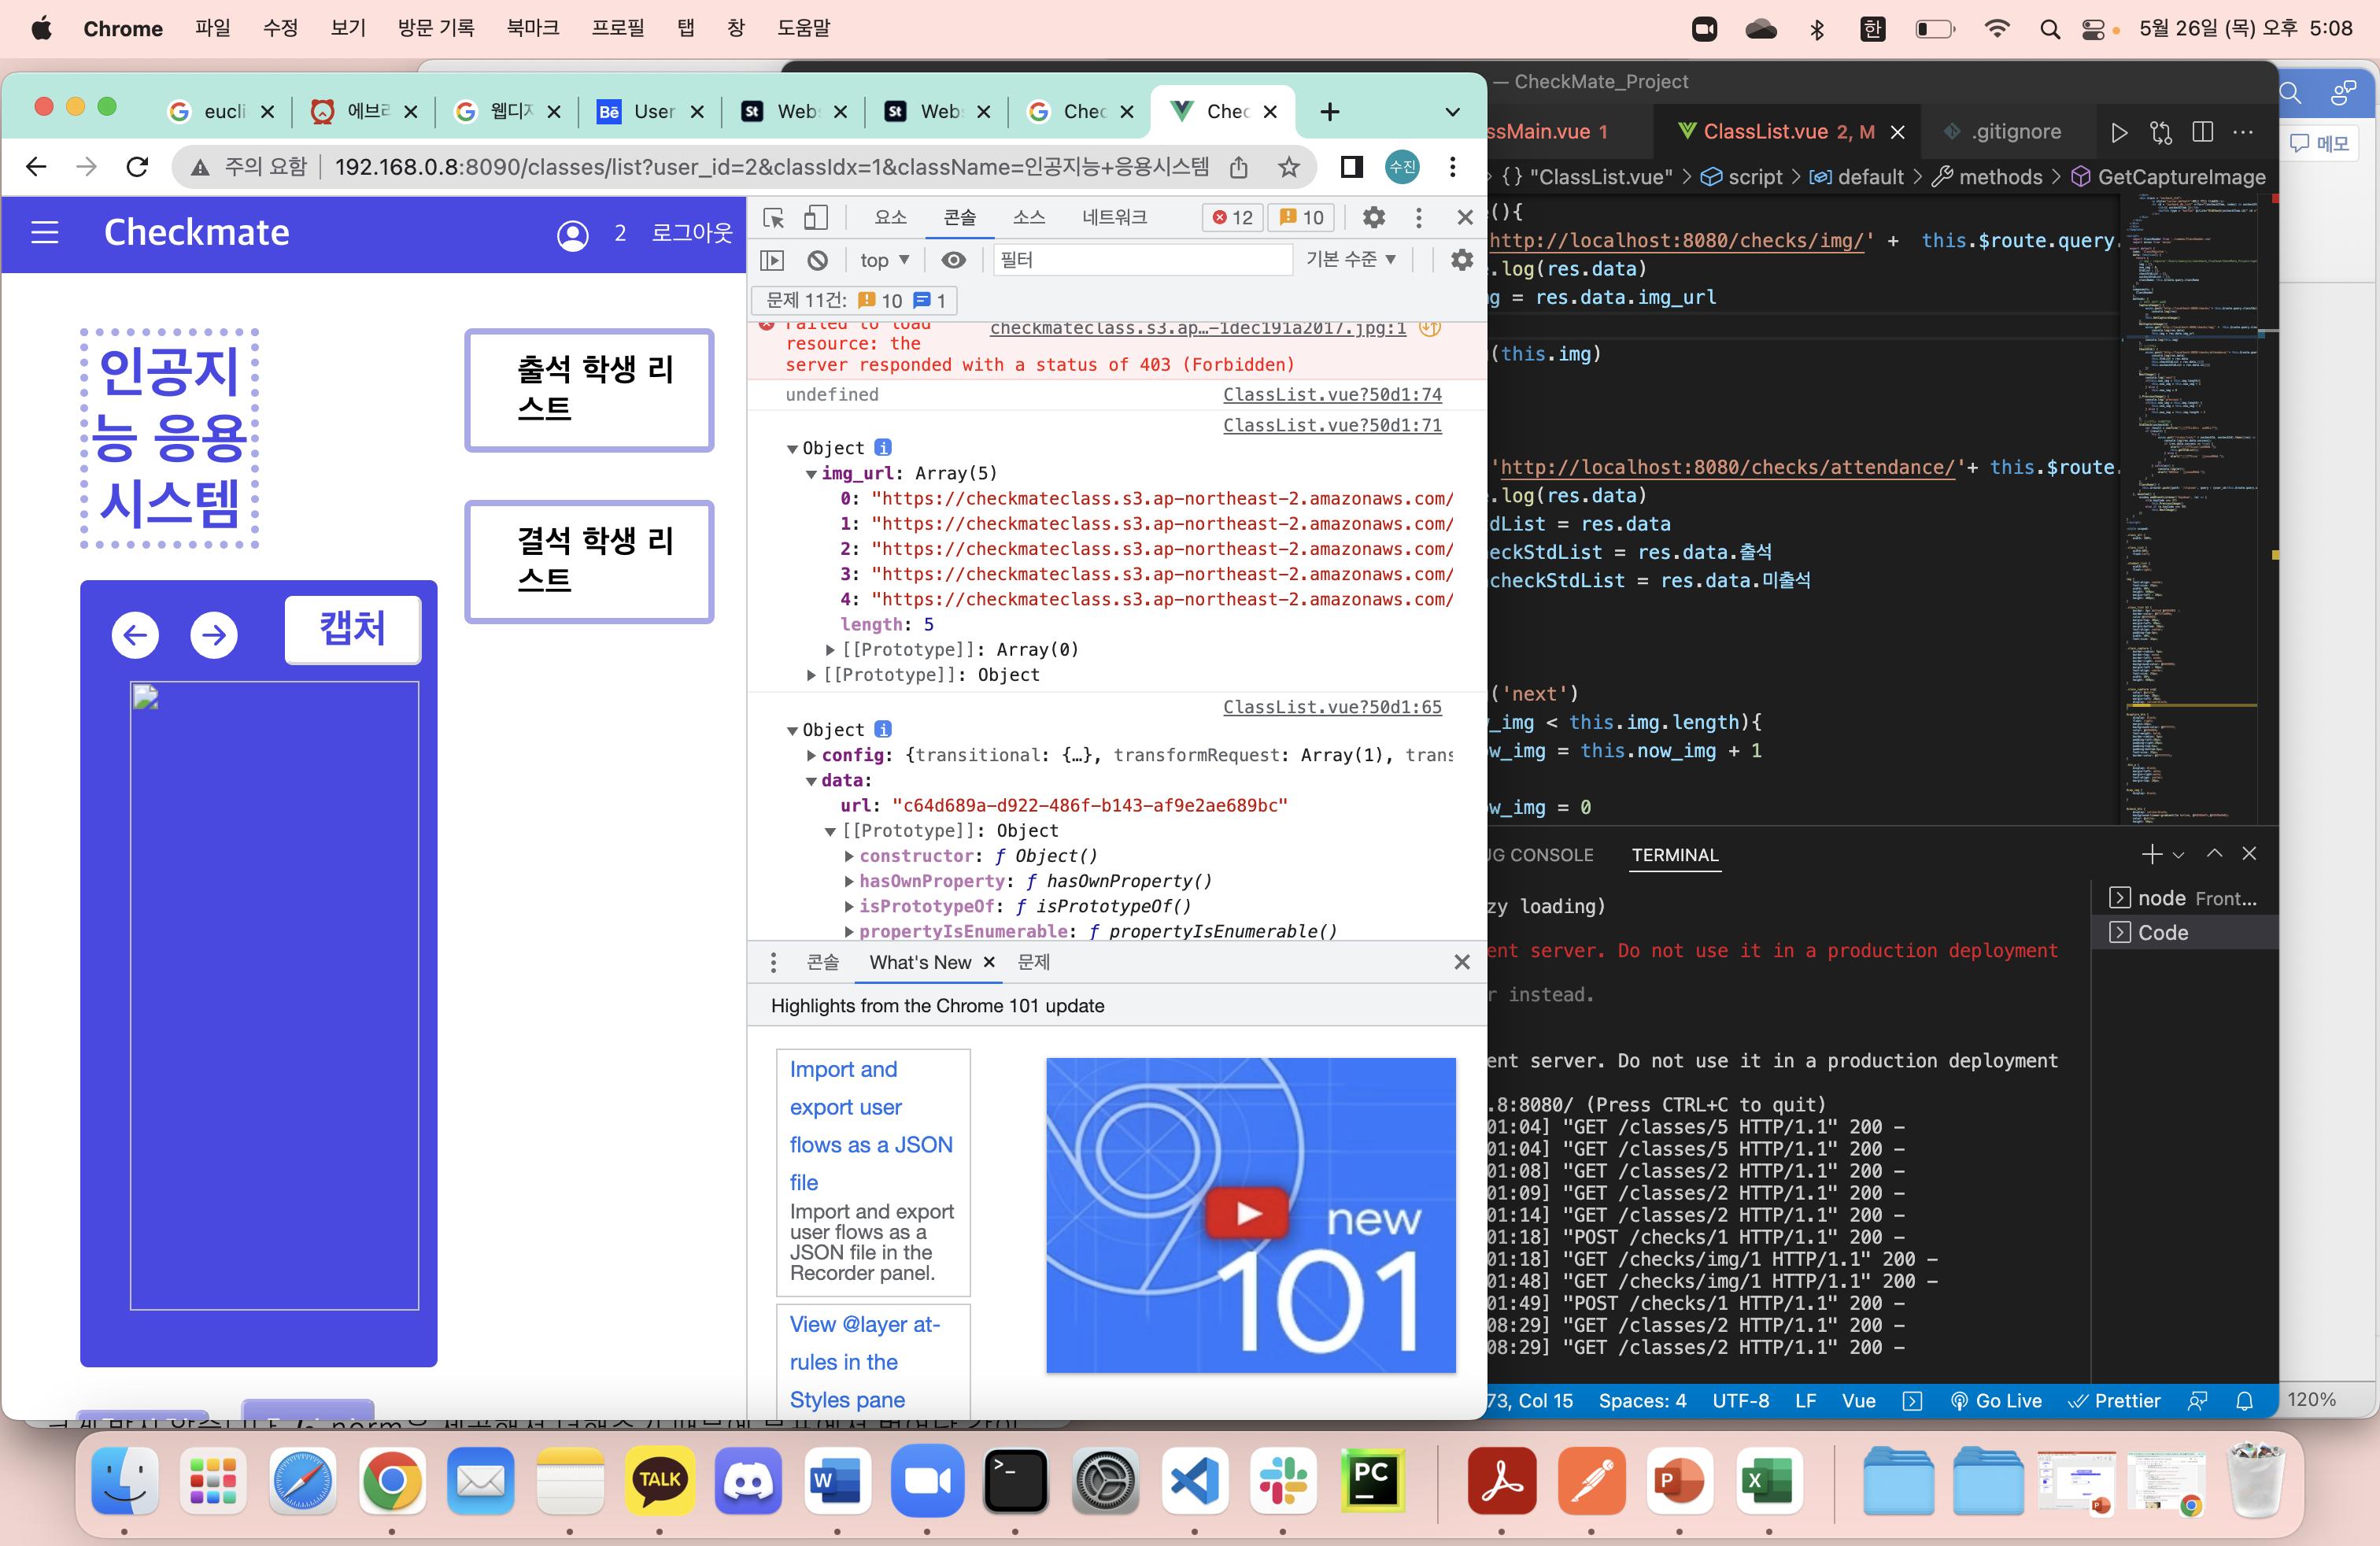 Chrome 파일 수정 보기 방문 기록 북마크 프로필 탭 창 도움말
한 5월 26일 (목) 오후 5:08
eucli 에브리 웹디자 User Web Web Chec Chec
주의 요함 192.168.0.8:8090/classes/list?user_id=2&classIdx=1&className=인공지능+응용시스템
수진
Checkmate 2 로그아웃
인공지
능 응용
시스템
출석 학생 리
스트
결석 학생 리
스트
캡처
요소 콘솔 소스 네트워크 12 10
top 필터 기본 수준
문제 11건: 10 1
Failed to load checkmateclass.s3.ap…-1dec191a2017.jpg:1
resource: the
server responded with a status of 403 (Forbidden)
undefined ClassList.vue?50d1:74
ClassList.vue?50d1:71
Object
img_url: Array(5)
0: "https://checkmateclass.s3.ap-northeast-2.amazonaws.com/
1: "https://checkmateclass.s3.ap-northeast-2.amazonaws.com/
2: "https://checkmateclass.s3.ap-northeast-2.amazonaws.com/
3: "https://checkmateclass.s3.ap-northeast-2.amazonaws.com/
4: "https://checkmateclass.s3.ap-northeast-2.amazonaws.com/
length: 5
[[Prototype]]: Array(0)
[[Prototype]]: Object
ClassList.vue?50d1:65
Object
config: {transitional: {…}, transformRequest: Array(1), trans
data:
url: "c64d689a-d922-486f-b143-af9e2ae689bc"
[[Prototype]]: Object
constructor: ƒ Object()
hasOwnProperty: ƒ hasOwnProperty()
isPrototypeOf: ƒ isPrototypeOf()
propertyIsEnumerable: ƒ propertyIsEnumerable()
콘솔 What's New 문제
Highlights from the Chrome 101 update
Import and
export user
flows as a JSON
file
Import and export
user flows as a
JSON file in the
Recorder panel.
View @layer at-
rules in the
Styles pane
new
101
— CheckMate_Project
메모
ssMain.vue 1 ClassList.vue 2, M .gitignore
{} "ClassList.vue" > script > default > methods > GetCaptureImage
(){
http://localhost:8080/checks/img/' + this.$route.query.
.log(res.data)
g = res.data.img_url
(this.img)
'http://localhost:8080/checks/attendance/'+ this.$route.
.log(res.data)
dList = res.data
eckStdList = res.data.출석
checkStdList = res.data.미출석
('next')
_img < this.img.length){
w_img = this.now_img + 1
w_img = 0
UG CONSOLE TERMINAL
node Front...
Code
zy loading)
ent server. Do not use it in a production deployment
r instead.
ent server. Do not use it in a production deployment
.8:8080/ (Press CTRL+C to quit)
01:04] "GET /classes/5 HTTP/1.1" 200 –
01:04] "GET /classes/5 HTTP/1.1" 200 –
01:08] "GET /classes/2 HTTP/1.1" 200 –
01:09] "GET /classes/2 HTTP/1.1" 200 –
01:14] "GET /classes/2 HTTP/1.1" 200 –
01:18] "POST /checks/1 HTTP/1.1" 200 –
01:18] "GET /checks/img/1 HTTP/1.1" 200 –
01:48] "GET /checks/img/1 HTTP/1.1" 200 –
01:49] "POST /checks/1 HTTP/1.1" 200 –
08:29] "GET /classes/2 HTTP/1.1" 200 –
08:29] "GET /classes/2 HTTP/1.1" 200 –
73, Col 15 Spaces: 4 UTF-8 LF Vue Go Live Prettier
120%
TALK W PC P X